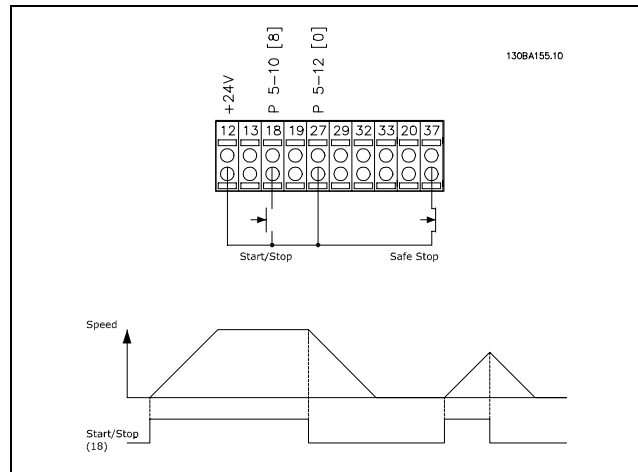 130BA155.10
+24V
P 5-10 [8]
P 5-12 [0]
12 13 18 19 27 29 32 33 20 37
Start/Stop
Safe Stop
Speed
Start/Stop
(18)